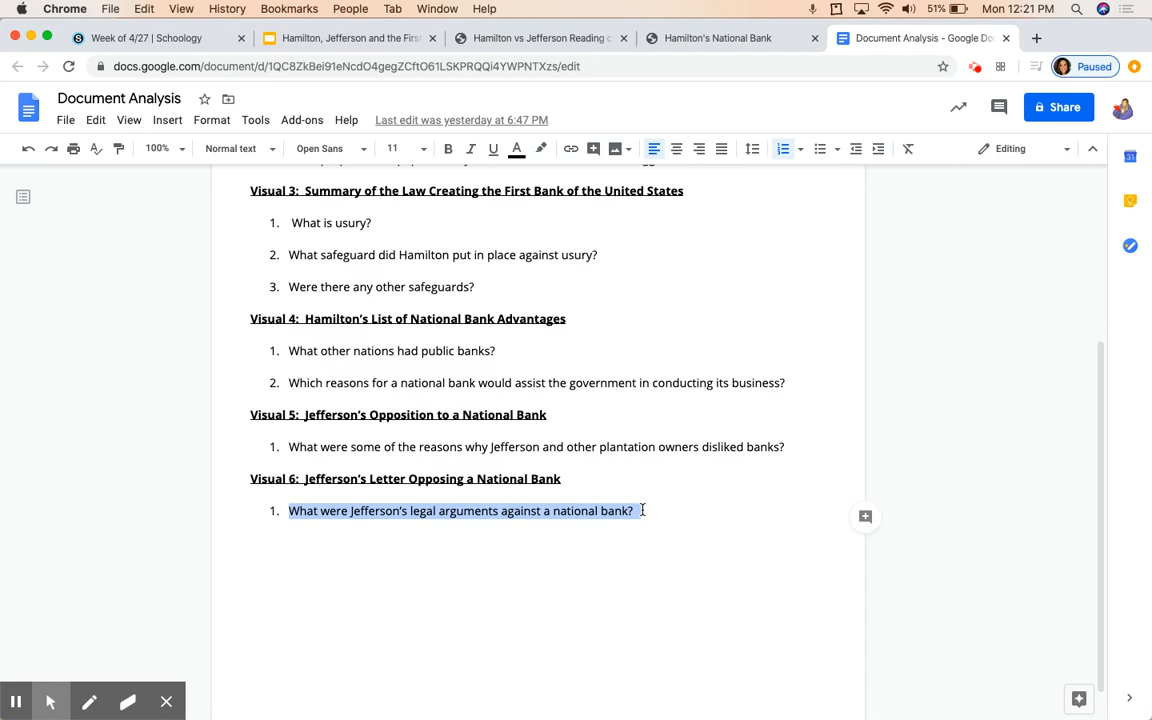 Chrome File Edit View History Bookmarks People Tab Window Help 51% Mon 12:21 PM
Week of 4/27 | Schoology Hamilton, Jefferson and the First Hamilton vs Jefferson Reading c Hamilton's National Bank Document Analysis - Google Do
docs.google.com/document/d/1QC8ZkBei91eNcdO4gegZCftO61LSKPRQQi4YWPNTXzs/edit Paused
Document Analysis
File Edit View Insert Format Tools Add-ons Help Last edit was yesterday at 6:47 PM Share
100% Normal text Open Sans 11 B I U A Editing
Visual 3: Summary of the Law Creating the First Bank of the United States
1. What is usury?
2. What safeguard did Hamilton put in place against usury?
3. Were there any other safeguards?
Visual 4: Hamilton's List of National Bank Advantages
1. What other nations had public banks?
2. Which reasons for a national bank would assist the government in conducting its business?
Visual 5: Jefferson's Opposition to a National Bank
1. What were some of the reasons why Jefferson and other plantation owners disliked banks?
Visual 6: Jefferson's Letter Opposing a National Bank
1. What were Jefferson's legal arguments against a national bank?